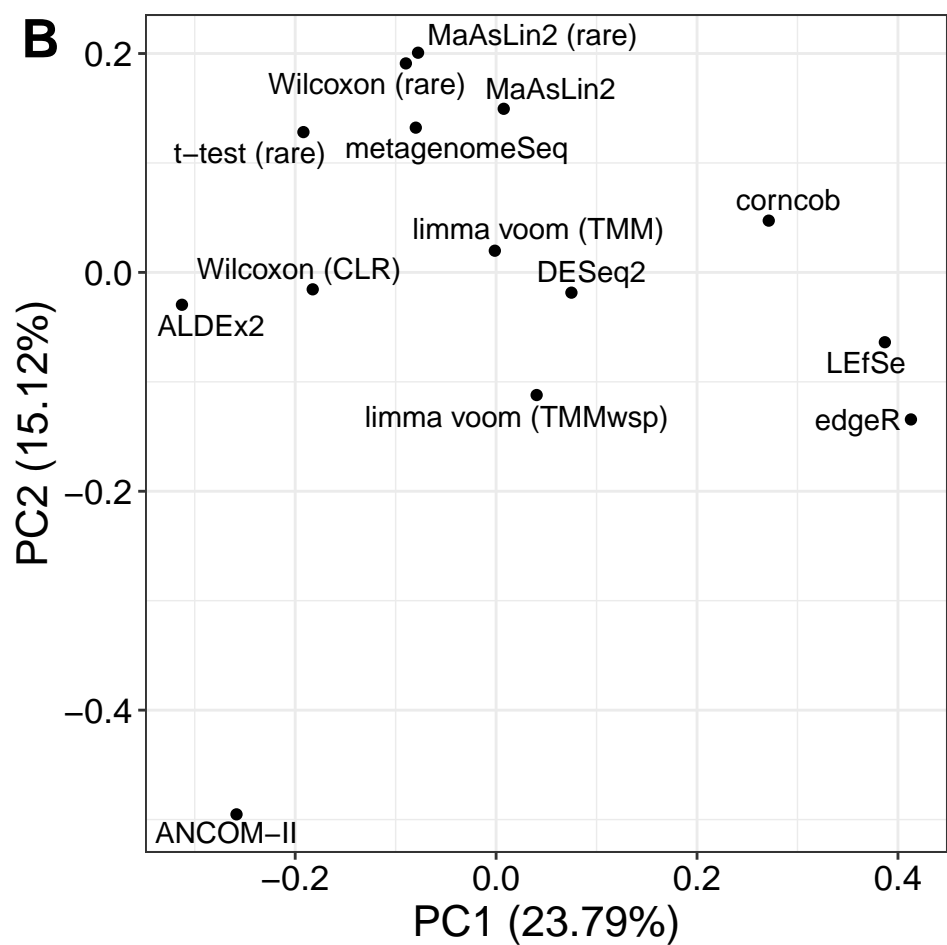 B
0.2
MaAsLin2 (rare)
Wilcoxon (rare)
MaAsLin2
t−test (rare)
metagenomeSeq
corncob
limma voom (TMM)
0.0
Wilcoxon (CLR)
DESeq2
ALDEx2
LEfSe
limma voom (TMMwsp)
edgeR
PC2 (15.12%)
−0.2
−0.4
ANCOM−II
−0.2
0.0
0.2
0.4
PC1 (23.79%)